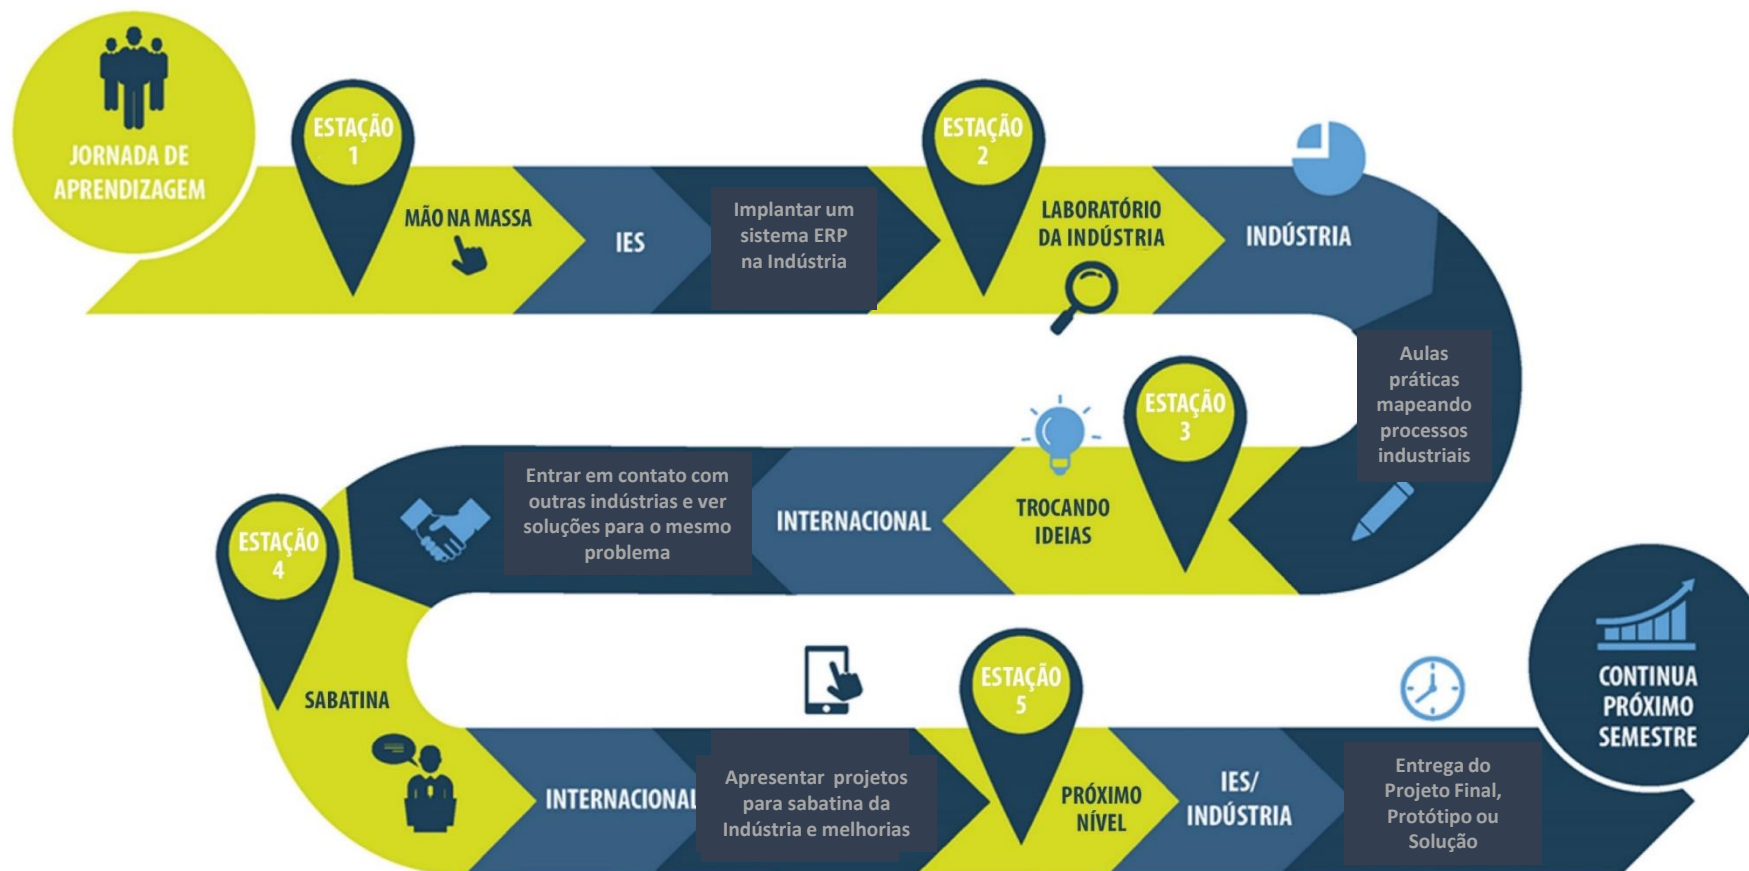 JORNADA DE
APRENDIZAGEM
ESTAÇÃO
1
MÃO NA MASSA
IES
Implantar um
sistema ERP
na Indústria
ESTAÇÃO
2
LABORATÓRIO
DA INDÚSTRIA
INDÚSTRIA
Aulas
práticas
mapeando
processos
industriais
ESTAÇÃO
3
TROCANDO
IDEIAS
INTERNACIONAL
Entrar em contato com
outras indústrias e ver
soluções para o mesmo
problema
ESTAÇÃO
4
SABATINA
INTERNACIONAL
Apresentar projetos
para sabatina da
Indústria e melhorias
ESTAÇÃO
5
PRÓXIMO
NÍVEL
IES/
INDÚSTRIA
Entrega do
Projeto Final,
Protótipo ou
Solução
CONTINUA
PRÓXIMO
SEMESTRE